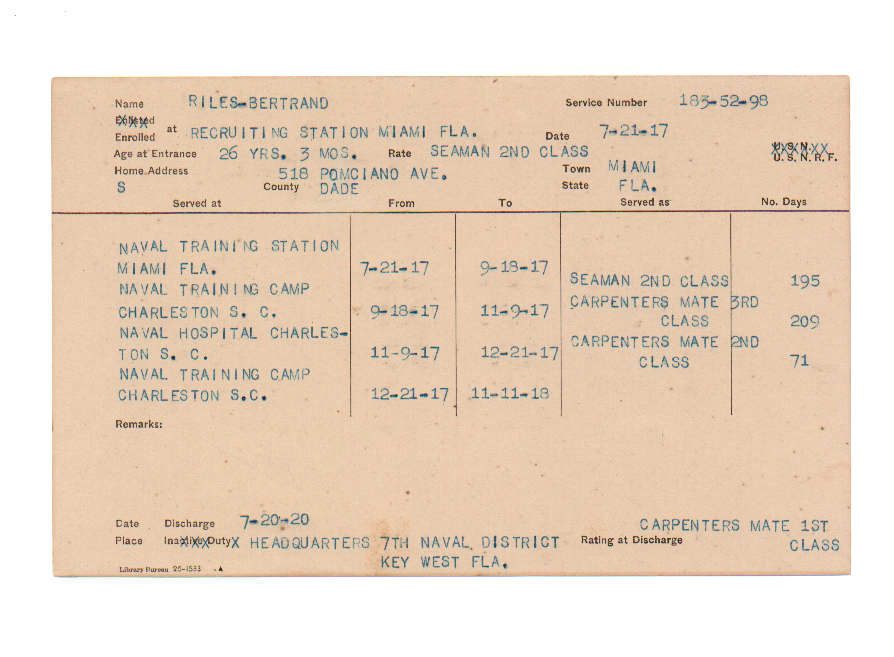 Name RILES-BERTRAND Service Number 183-52-98
Enlisted
Enrolled at RECRUITING STATION MIAMI FLA. Date 7-21-17
Age at Entrance 26 YRS. 3 MOS. Rate SEAMAN 2ND CLASS U.S.N.
U. S. N. R. F.
Home Address 518 POMCIANO AVE. Town MIAMI
S County DADE State FLA.
Served at From To Served as No. Days
NAVAL TRAINING STATION
MIAMI FLA. 7-21-17 9-18-17
SEAMAN 2ND CLASS 195
NAVAL TRAINING CAMP
CARPENTERS MATE 3RD
CHARLESTON S. C. 9-18-17 11-9-17
CLASS 209
NAVAL HOSPITAL CHARLES-
CARPENTERS MATE 2ND
TON S. C. 11-9-17 12-21-17
CLASS 71
NAVAL TRAINING CAMP
CHARLESTON S.C. 12-21-17 11-11-18
Remarks:
Date Discharge 7-20-20 CARPENTERS MATE 1ST
Place Inactive Duty HEADQUARTERS 7TH NAVAL DISTRICT Rating at Discharge CLASS
KEY WEST FLA.
Library Bureau 25-1533 A